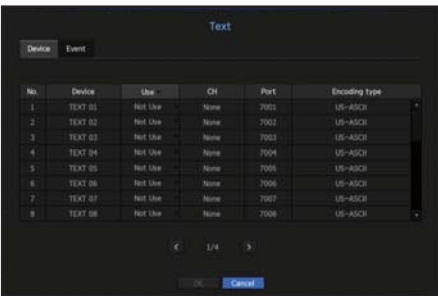 Text
Device Event
No. Device Use CH Port Encoding type
1 TEXT 01 Not Use None 7001 US-ASCII
2 TEXT 02 Not Use None 7002 US-ASCII
3 TEXT 03 Not Use None 7003 US-ASCII
4 TEXT 04 Not Use None 7004 US-ASCII
5 TEXT 05 Not Use None 7005 US-ASCII
6 TEXT 06 Not Use None 7006 US-ASCII
7 TEXT 07 Not Use None 7007 US-ASCII
8 TEXT 08 Not Use None 7008 US-ASCII
< 1/4 >
OK Cancel